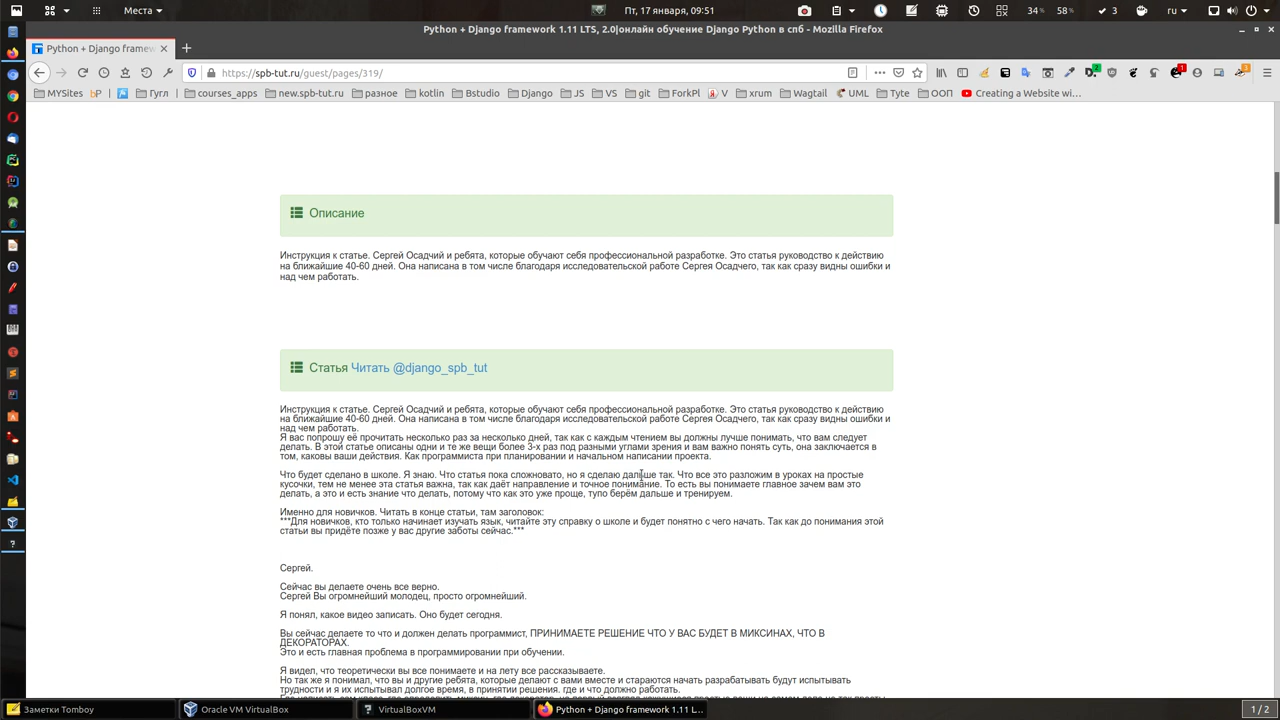 Места
Пт, 17 января, 09:51
34 %
58 %
3
ru
Python + Django framework 1.11 LTS, 2.0|онлайн обучение Django Python в спб - Mozilla Firefox
Python + Django framew
https://spb-tut.ru/guest/pages/319/
MYSites
bP
Гугл
courses_apps
new.spb-tut.ru
разное
kotlin
Bstudio
Django
JS
VS
git
ForkPl
V
xrum
Wagtail
UML
Tyte
ООП
Creating a Website wi...
Описание
Инструкция к статье. Сергей Осадчий и ребята, которые обучают себя профессиональной разработке. Это статья руководство к действию
на ближайшие 40-60 дней. Она написана в том числе благодаря исследовательской работе Сергея Осадчего, так как сразу видны ошибки и
над чем работать.
Статья Читать @django_spb_tut
Инструкция к статье. Сергей Осадчий и ребята, которые обучают себя профессиональной разработке. Это статья руководство к действию
на ближайшие 40-60 дней. Она написана в том числе благодаря исследовательской работе Сергея Осадчего, так как сразу видны ошибки и
над чем работать.
Я вас попрошу её прочитать несколько раз за несколько дней, так как с каждым чтением вы должны лучше понимать, что вам следует
делать. В этой статье описаны одни и те же вещи более 3-х раз под разными углами зрения и вам важно понять суть, она заключается в
том, каковы ваши действия. Как программиста при планировании и начальном написании проекта.
Что будет сделано в школе. Я знаю. Что статья пока сложновато, но я сделаю дальше так. Что все это разложим в уроках на простые
кусочки, тем не менее эта статья важна, так как даёт направление и точное понимание. То есть вы понимаете главное зачем вам это
делать, а это и есть знание что делать, потому что как это уже проще, тупо берём дальше и тренируем.
Именно для новичков. Читать в конце статьи, там заголовок:
***Для новичков, кто только начинает изучать язык, читайте эту справку о школе и будет понятно с чего начать. Так как до понимания этой
статьи вы придёте позже у вас другие заботы сейчас.***
Сергей.
Сейчас вы делаете очень все верно.
Сергей Вы огромнейший молодец, просто огромнейший.
Я понял, какое видео записать. Оно будет сегодня.
Вы сейчас делаете то что и должен делать программист, ПРИНИМАЕТЕ РЕШЕНИЕ ЧТО У ВАС БУДЕТ В МИКСИНАХ, ЧТО В
ДЕКОРАТОРАХ.
Это и есть главная проблема в программировании при обучении.
Я видел, что теоретически вы все понимаете и на лету все рассказываете.
Но так же я понимал, что вы и другие ребята, которые делают с вами вместе и стараются начать разрабатывать будут испытывать
трудности и я их испытывал долгое время, в принятии решения. где и что должно работать.
Заметки Tomboy
Oracle VM VirtualBox
VirtualBoxVM
Python + Django framework 1.11 L...
1 / 2